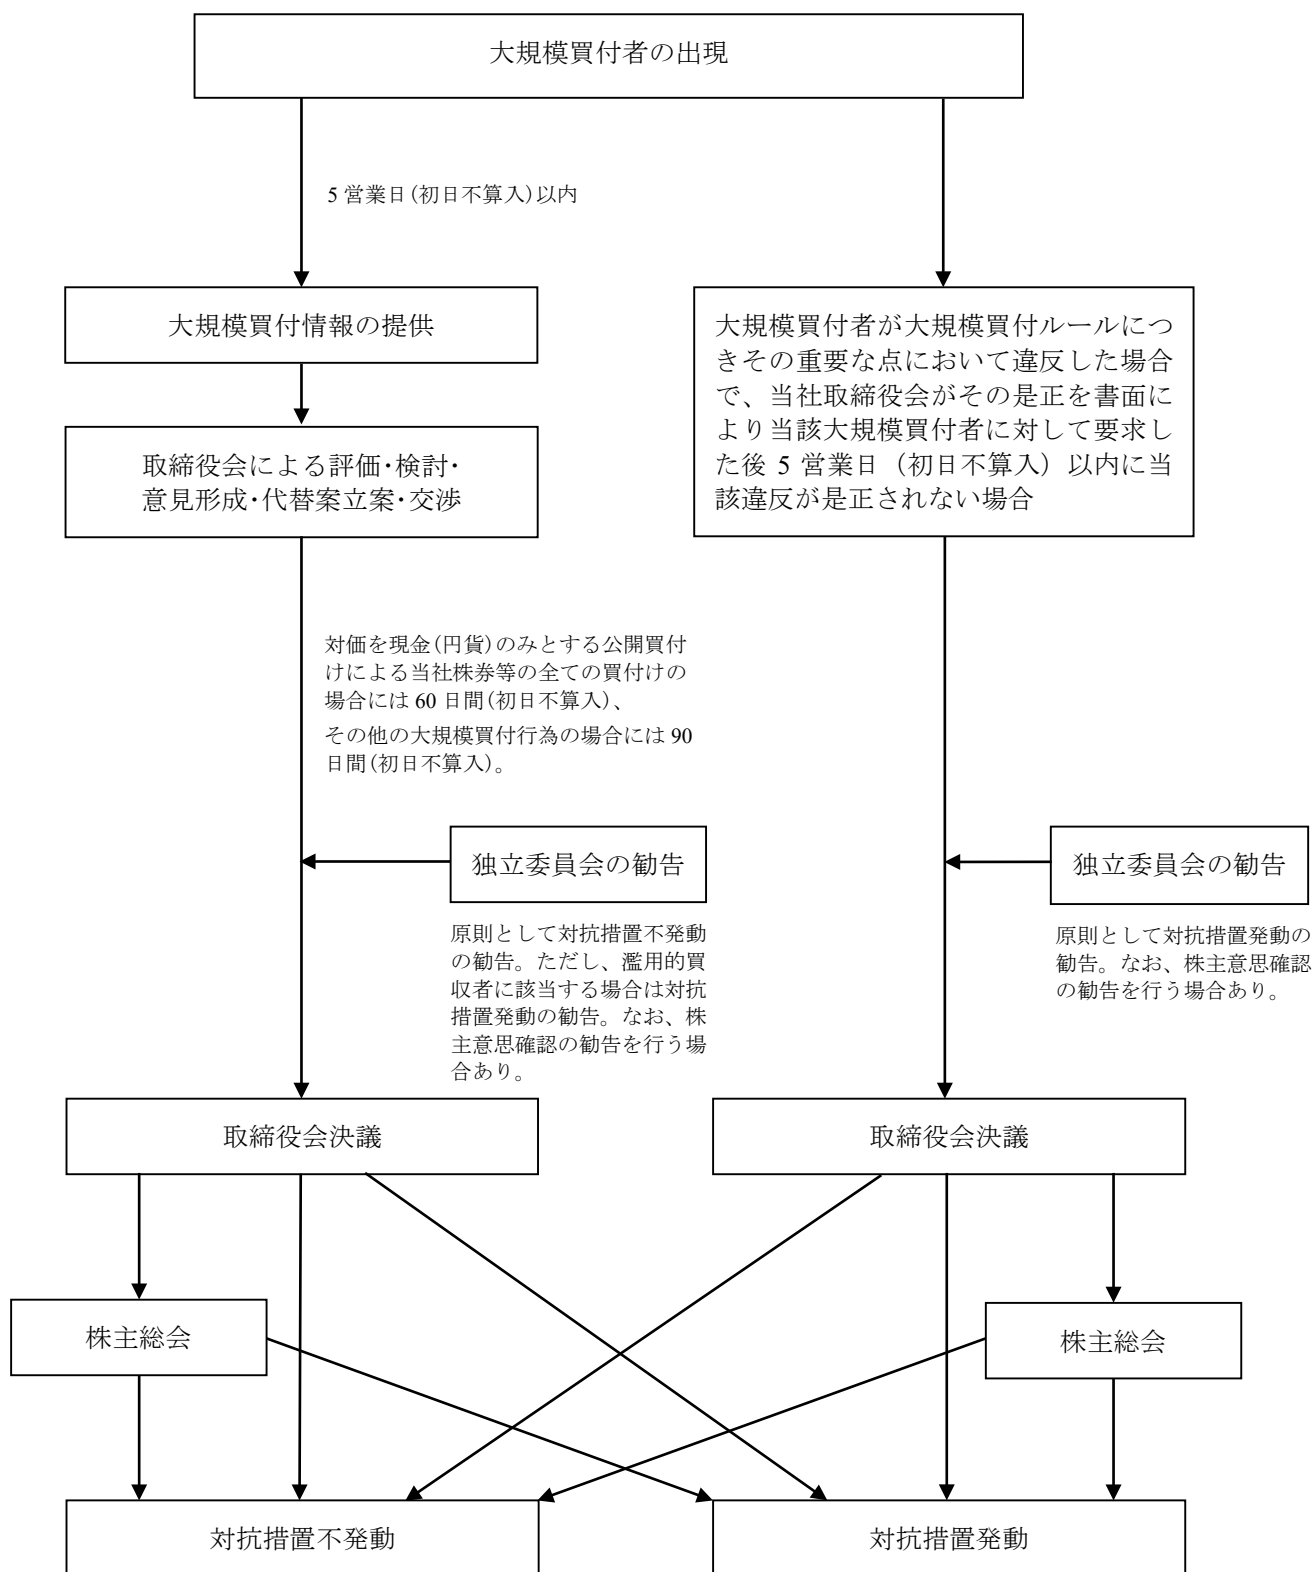 大規模買付者の出現
5 営業日(初日不算入)以内
大規模買付情報の提供
取締役会による評価・検討・
意見形成・代替案立案・交渉
大規模買付者が大規模買付ルールにつ
きその重要な点において違反した場合
で、当社取締役会がその是正を書面に
より当該大規模買付者に対して要求し
た後 5 営業日（初日不算入）以内に当
該違反が是正されない場合
対価を現金(円貨)のみとする公開買付
けによる当社株券等の全ての買付けの
場合には 60 日間(初日不算入)、
その他の大規模買付行為の場合には 90
日間(初日不算入)。
独立委員会の勧告
原則として対抗措置不発動
の勧告。ただし、濫用的買
収者に該当する場合は対抗
措置発動の勧告。なお、株
主意思確認の勧告を行う場
合あり。
独立委員会の勧告
原則として対抗措置発動の
勧告。なお、株主意思確認
の勧告を行う場合あり。
取締役会決議
取締役会決議
株主総会
株主総会
対抗措置不発動
対抗措置発動